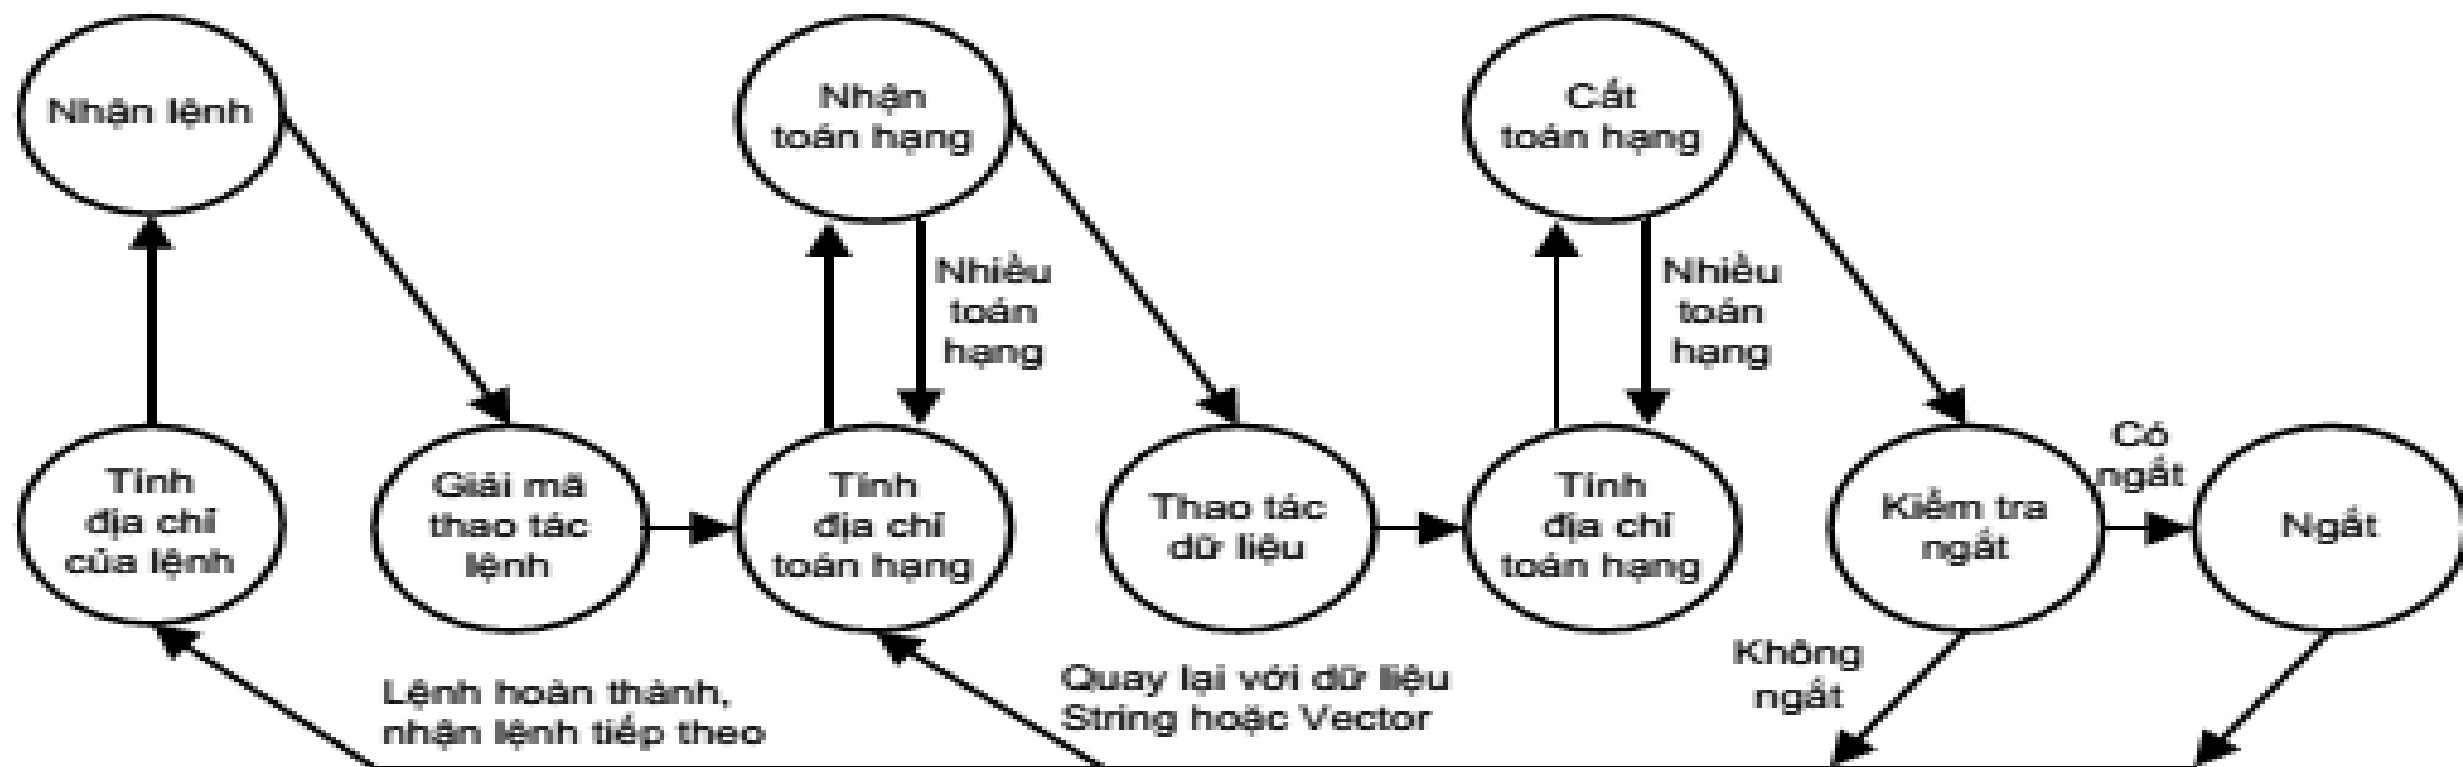 Nhận lệnh
Nhận
toán hạng
Cất
toán hạng
Nhiều
toán
hạng
Nhiều
toán
hạng
Tính
địa chỉ
của lệnh
Giải mã
thao tác
lệnh
Tính
địa chỉ
toán hạng
Thao tác
dữ liệu
Tính
địa chỉ
toán hạng
Kiểm tra
ngắt
Có
ngắt
Ngắt
Lệnh hoàn thành,
nhận lệnh tiếp theo
Quay lại với dữ liệu
String hoặc Vector
Không
ngắt